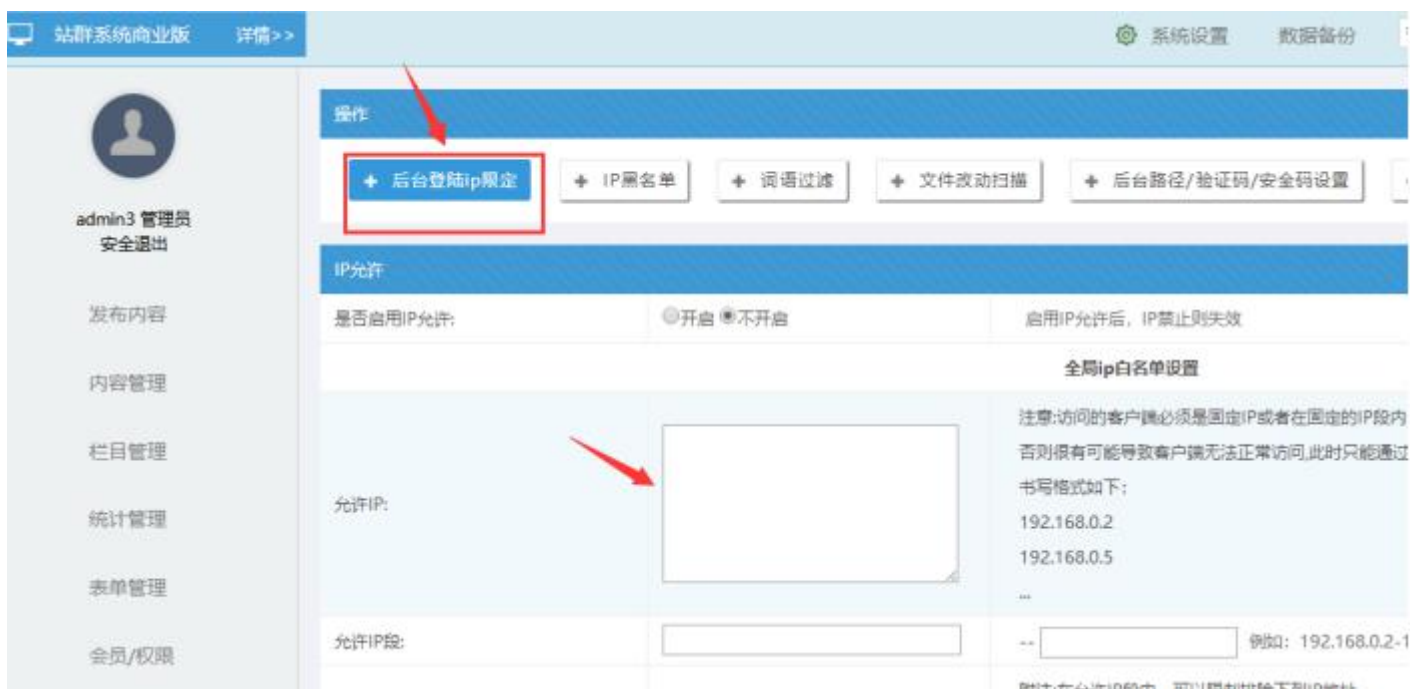 站群系统商业版 详情>>
系统设置 数据备份
操作
+ 后台登陆ip限定 + IP黑名单 + 词语过滤 + 文件改动扫描 + 后台路径/验证码/安全码设置
admin3 管理员
安全退出
IP允许
发布内容
是否启用IP允许: 开启 不开启 启用IP允许后，IP禁止则失效
全局ip白名单设置
内容管理
注意:访问的客户端必须是固定IP或者在固定的IP段内
否则很有可能导致客户端无法正常访问,此时只能通过
栏目管理
书写格式如下:
允许IP:
192.168.0.2
统计管理
192.168.0.5
表单管理
...
允许IP段: -- 例如：192.168.0.2-1
会员/权限